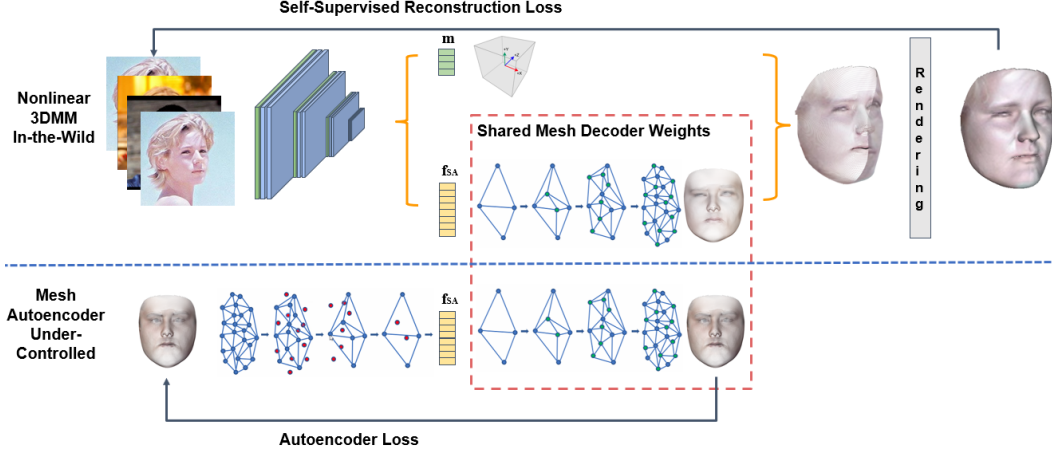 Self-Supervised Reconstruction Loss
m
Nonlinear
3DMM
In-the-Wild
Shared Mesh Decoder Weights
fSA
Rendering
Mesh
Autoencoder
Under-
Controlled
fSA
Autoencoder Loss